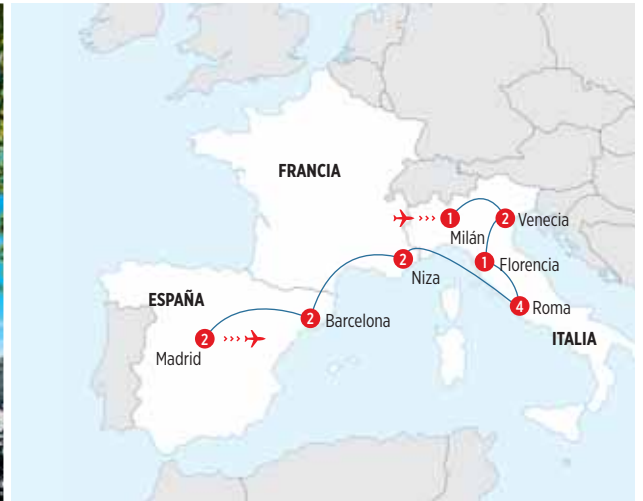 FRANCIA
1
2
Venecia
Milán
1
Florencia
2
Niza
ESPAÑA
4
Roma
2
Barcelona
ITALIA
2
Madrid